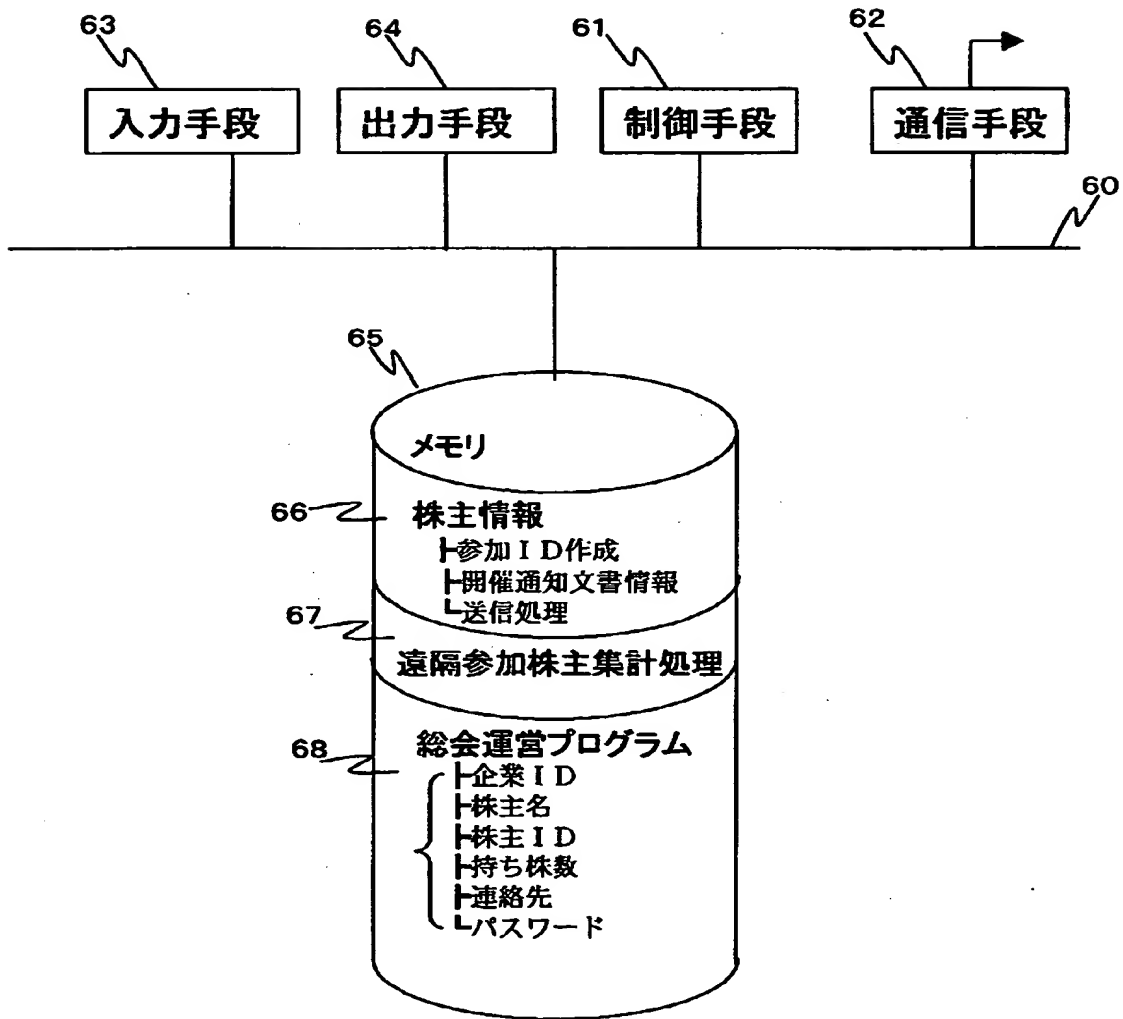 63
64
61
62
入力手段
出力手段
制御手段
通信手段
60
65
メモリ
66
株主情報
参加ID作成
開催通知文書情報
送信処理
67
遠隔参加株主集計処理
68
総会運営プログラム
企業ID
株主名
株主ID
持ち株数
連絡先
パスワード